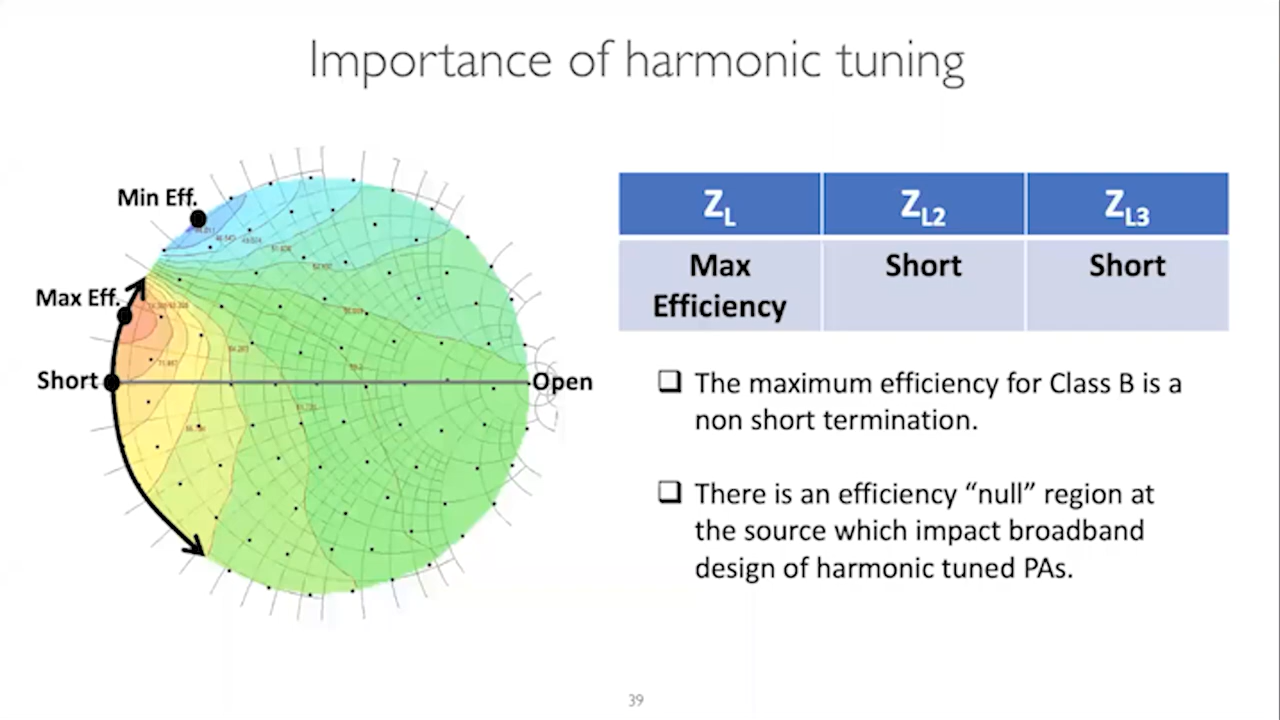 Importance of harmonic tuning
Min Eff.
Max Eff.
Short
Open
ZL ZL2 ZL3
Max Short Short
Efficiency
❑ The maximum efficiency for Class B is a
non short termination.
❑ There is an efficiency “null” region at
the source which impact broadband
design of harmonic tuned PAs.
39